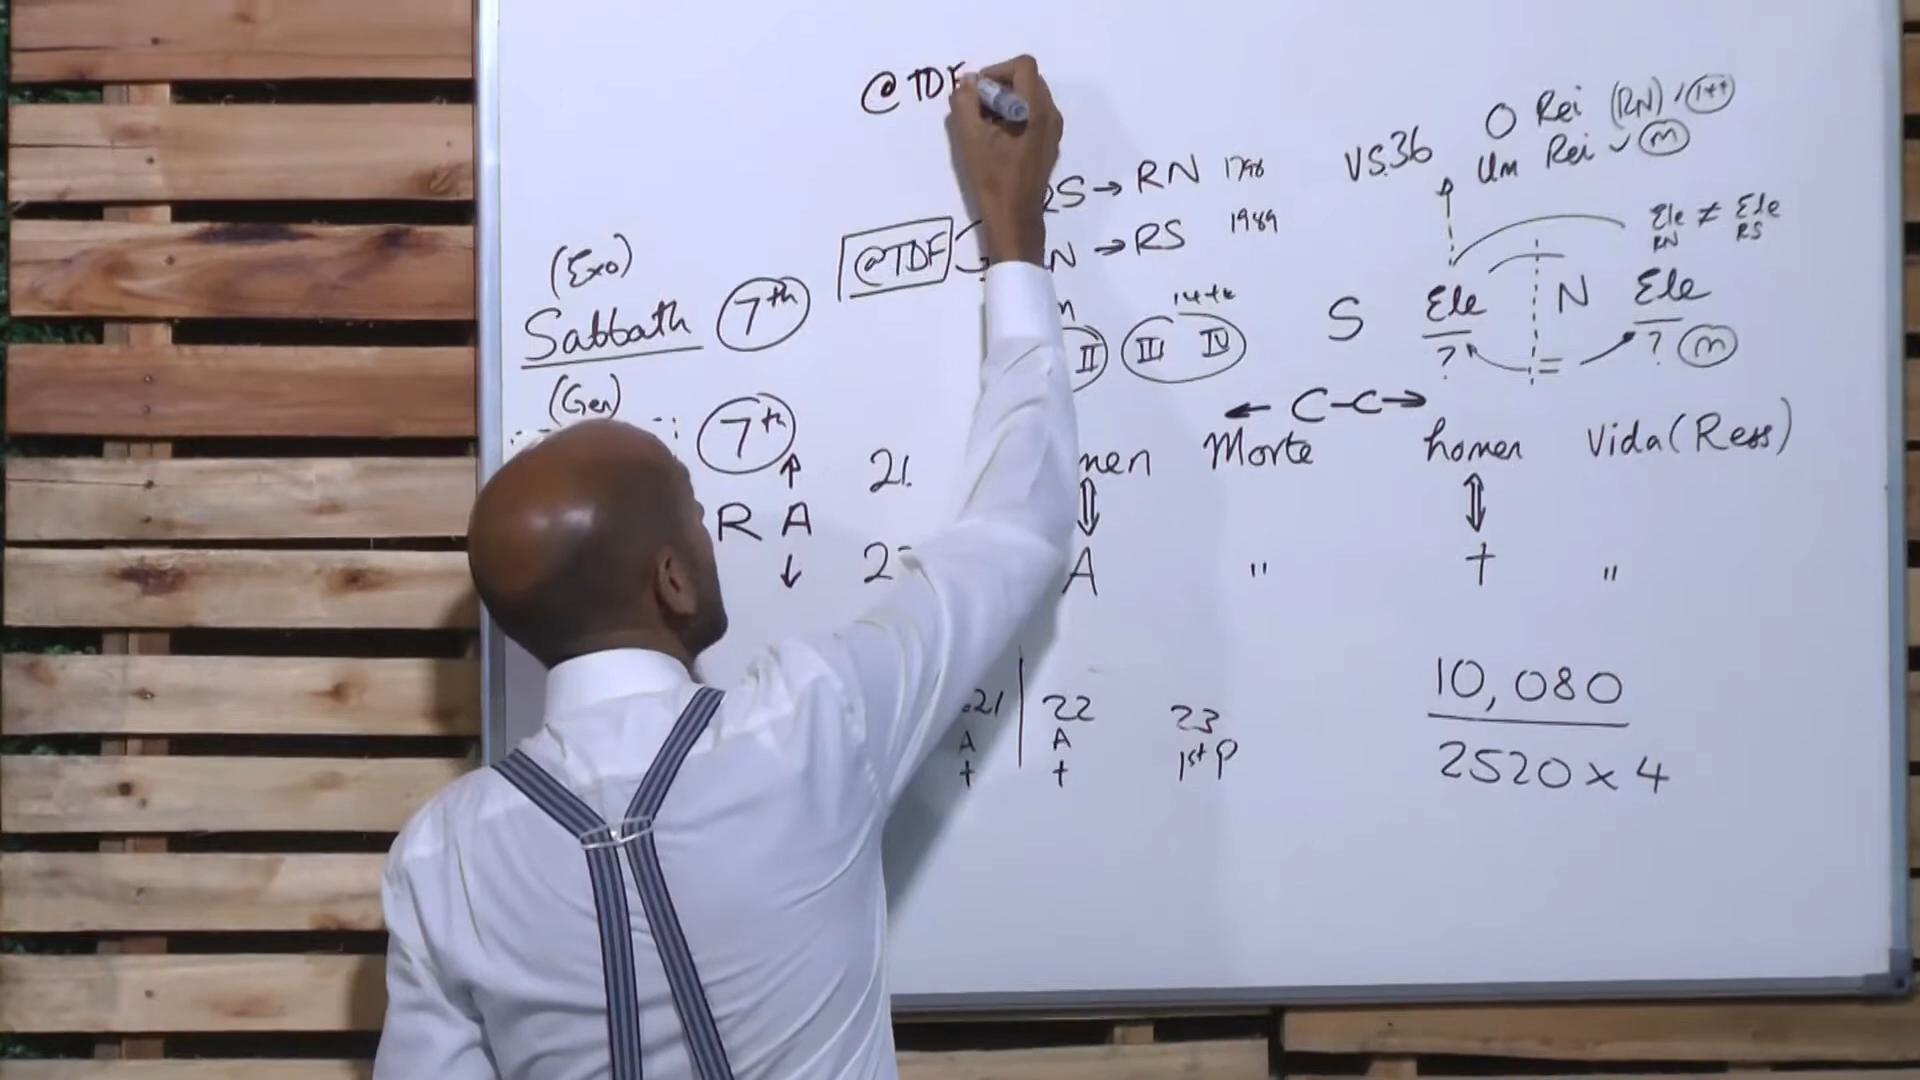 @TDF
O Rei (RN), 144
VS.36 Um Rei ~ m
RS → RN 1798
@TDF N → RS 1989
Ele ≠ Ele
RN RS
(Exo)
Sabbath 7th
144k
II III IV
S Ele N Ele
? = ? m
(Gen)
7th
← C-C →
21. men Morte homen Vida (Ress)
R A
A " + "
10,080
2520 x 4
21 22 23
A A 1st P
+ +